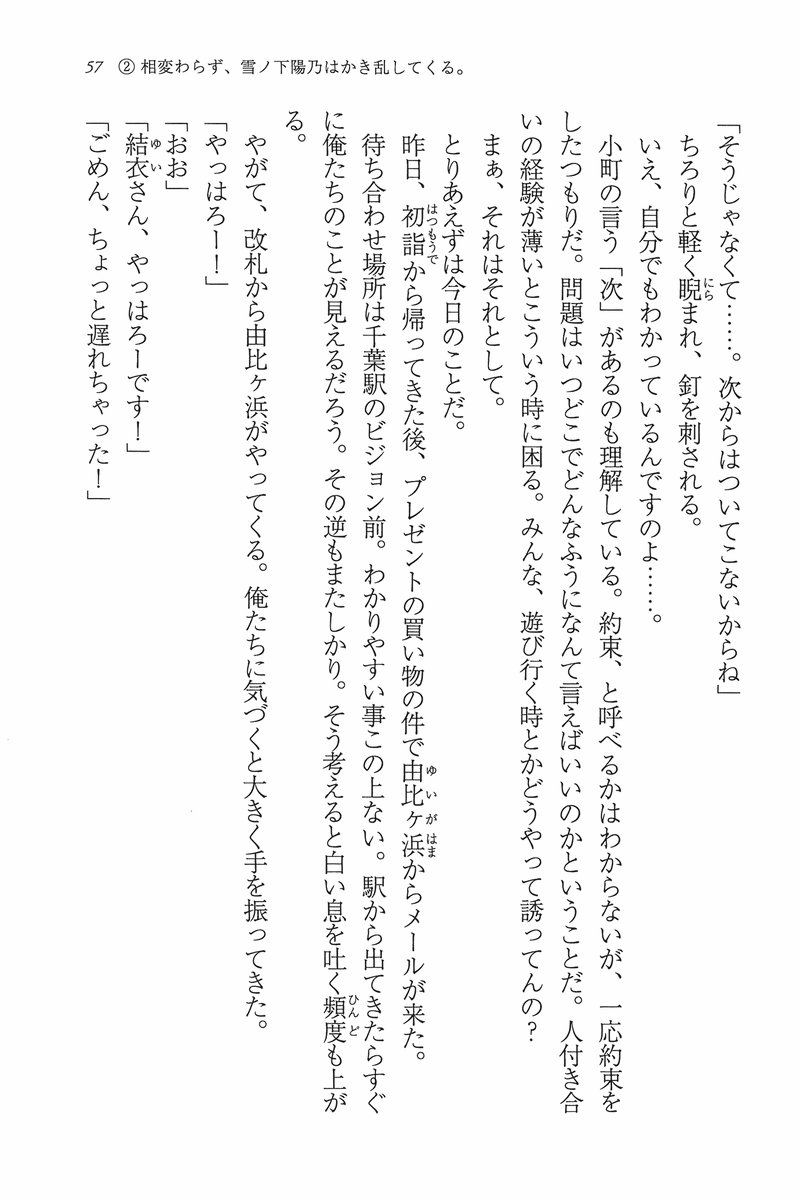 57 ② 相変わらず、雪ノ下陽乃はかき乱してくる。
「そうじゃなくて……。次からはついてこないからね」
ちろりと軽く睨まれ、釘を刺される。
いえ、自分でもわかっているんですのよ……。
小町の言う「次」があるのも理解している。約束、と呼べるかはわからないが、一応約束を
したつもりだ。問題はいつどこでどんなふうになんて言えばいいのかということだ。人付き合
いの経験が薄いとこういう時に困る。みんな、遊び行く時とかどうやって誘ってんの？
まぁ、それはそれとして。
とりあえずは今日のことだ。
昨日、初詣から帰ってきた後、プレゼントの買い物の件で由比ヶ浜からメールが来た。
待ち合わせ場所は千葉駅のビジョン前。わかりやすい事この上ない。駅から出てきたらすぐ
に俺たちのことが見えるだろう。その逆もまたしかり。そう考えると白い息を吐く頻度も上が
る。
やがて、改札から由比ヶ浜がやってくる。俺たちに気づくと大きく手を振ってきた。
「やっはろー！」
「おお」
「結衣さん、やっはろーです！」
「ごめん、ちょっと遅れちゃった！」